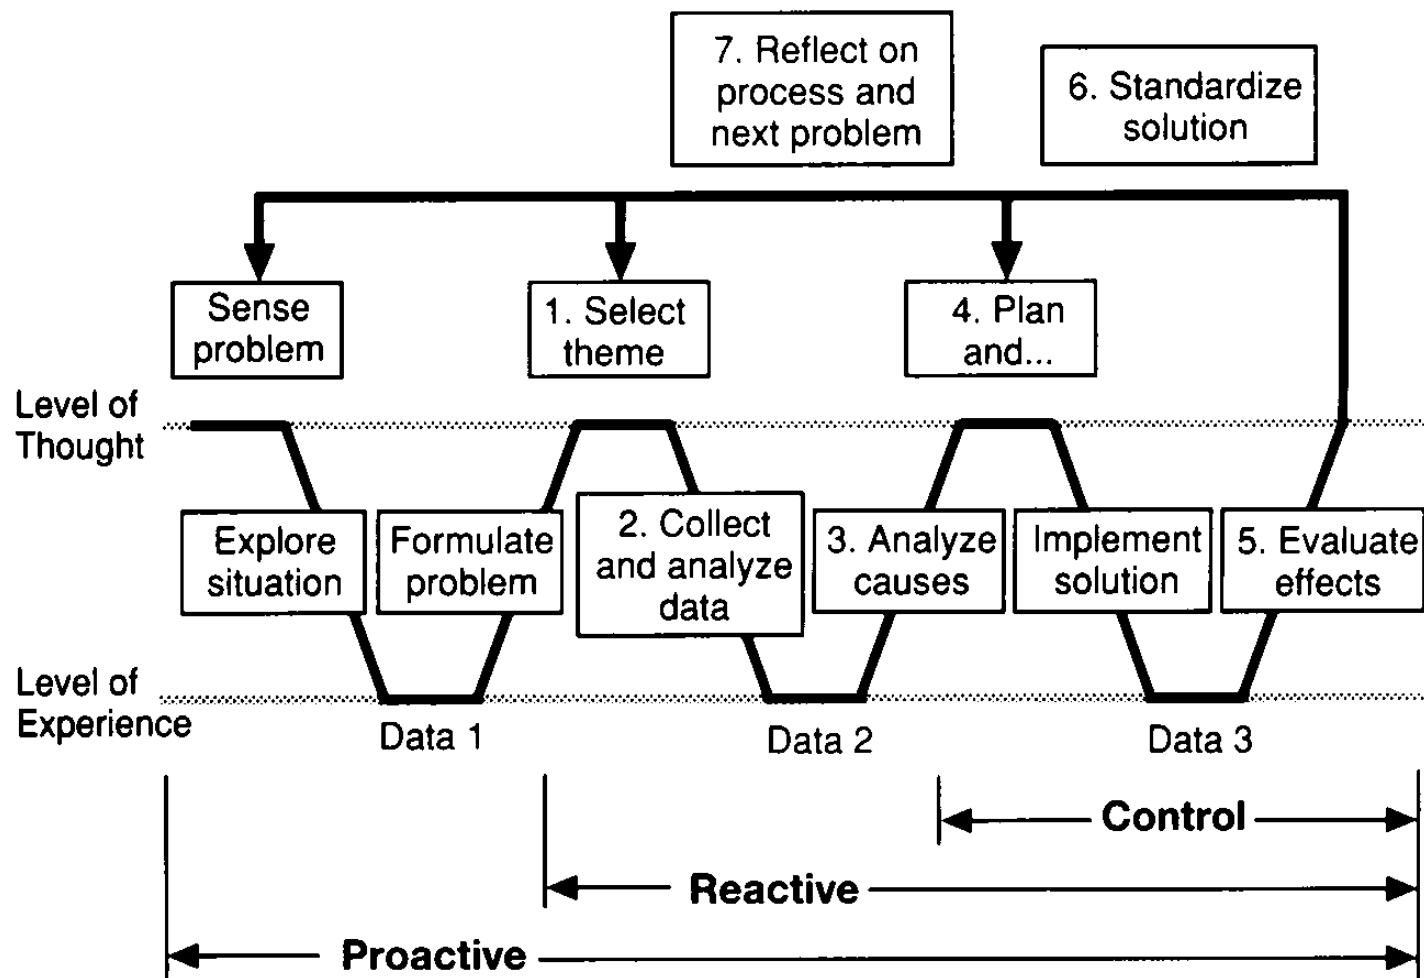 7. Reflect on
process and
next problem
6. Standardize
solution
Sense
problem
1. Select
theme
4. Plan
and...
Level of
Thought
Explore
situation
Formulate
problem
2. Collect
and analyze
data
3. Analyze
causes
Implement
solution
5. Evaluate
effects
Level of
Experience
Data 1
Data 2
Data 3
Control
Reactive
Proactive